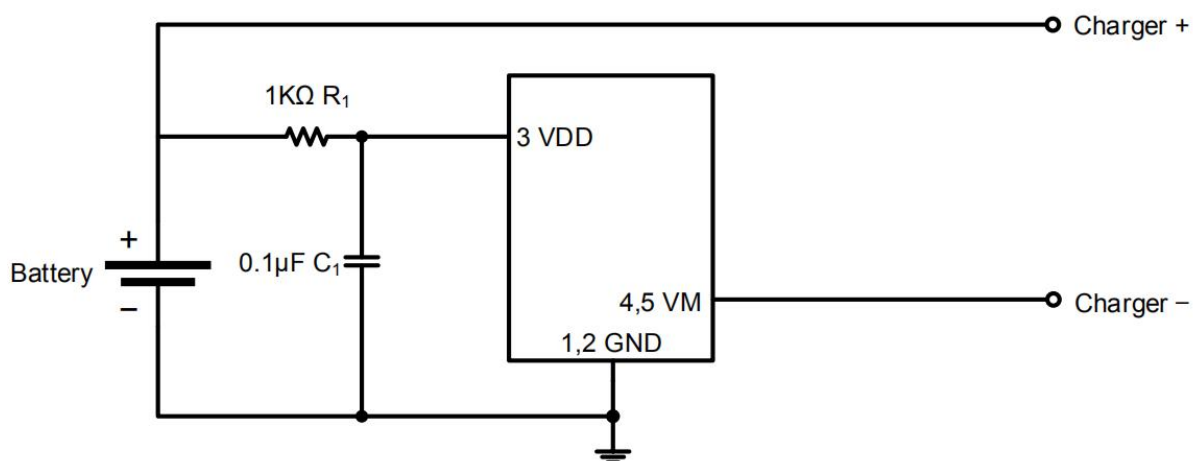 Charger +
1KΩ R₁
3 VDD
+
Battery
−
0.1μF C₁
4,5 VM
Charger −
1,2 GND